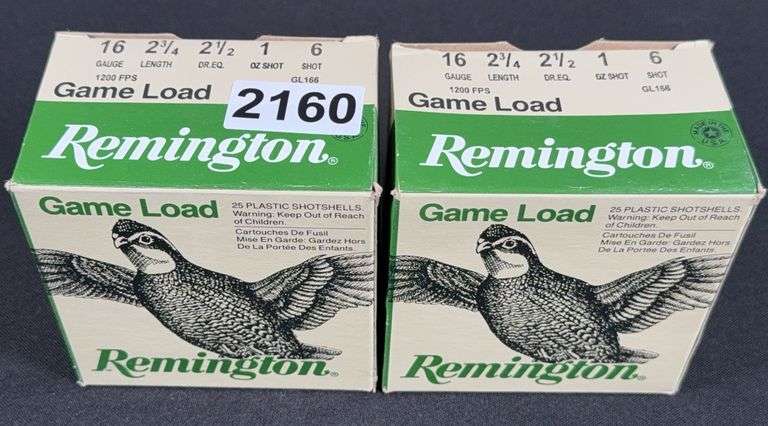 16 2¾ 2½ 1 6
GAUGE LENGTH DR.EQ. OZ SHOT SHOT
1200 FPS GL166
Game Load
2160
Remington®
Game Load
25 PLASTIC SHOTSHELLS.
Warning: Keep Out of Reach
of Children.
Cartouches De Fusil
Mise En Garde: Gardez Hors
De La Portée Des Enfants
Remington®
16 2¾ 2½ 1 6
GAUGE LENGTH DR.EQ. OZ SHOT SHOT
1200 FPS GL166
Game Load
MADE IN THE
U.S.A.
Remington®
Game Load
25 PLASTIC SHOTSHELLS.
Warning: Keep Out of Reach
of Children.
Cartouches De Fusil
Mise En Garde: Gardez Hors
De La Portée Des Enfants
Remington®